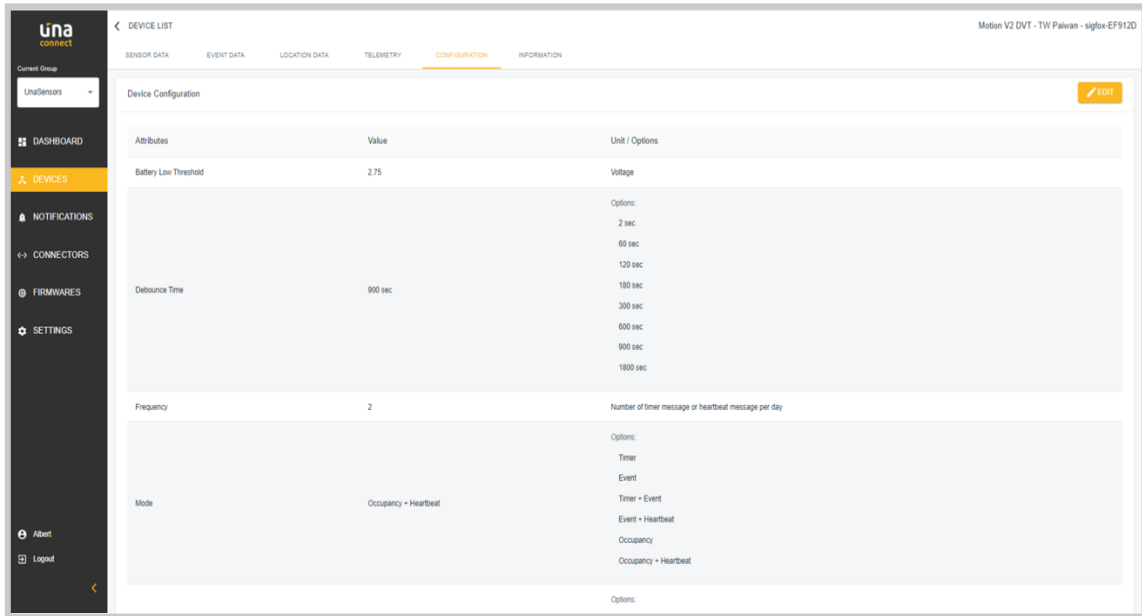 una
connect
Current Group
UnaSensors
DASHBOARD
DEVICES
NOTIFICATIONS
CONNECTORS
FIRMWARES
SETTINGS
Albert
Logout
DEVICE LIST
Motion V2 DVT - TW Paiwan - sigfox-EF912D
SENSOR DATA EVENT DATA LOCATION DATA TELEMETRY CONFIGURATION INFORMATION
Device Configuration
EDIT
Attributes Value Unit / Options
Battery Low Threshold 2.75 Voltage
Options:
2 sec
60 sec
120 sec
180 sec
Debounce Time 900 sec
300 sec
600 sec
900 sec
1800 sec
Frequency 2 Number of timer message or heartbeat message per day
Options:
Timer
Event
Mode Occupancy + Heartbeat Timer + Event
Event + Heartbeat
Occupancy
Occupancy + Heartbeat
Options: